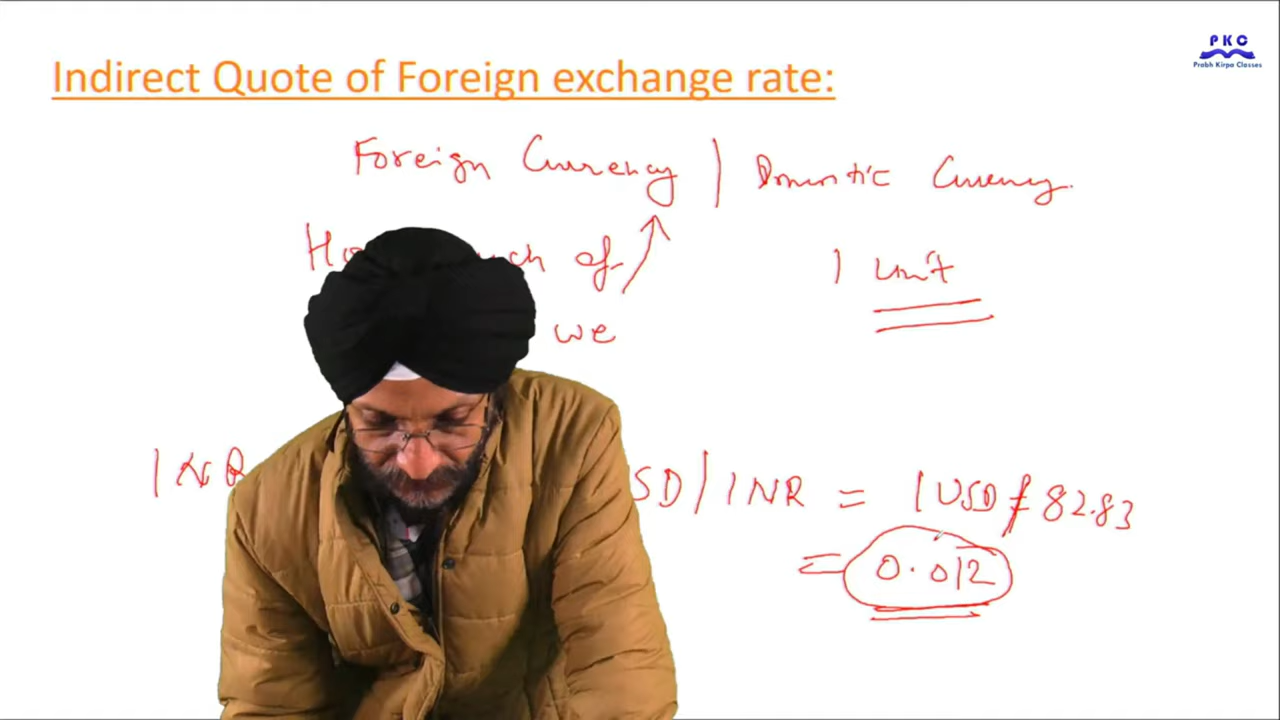 PKC
Prabh Kirpa Classes
Indirect Quote of Foreign exchange rate:
Foreign Currency | Domestic Currency.
of
1 unit
we
SD/INR = 1 USD 82.83
= 0.012